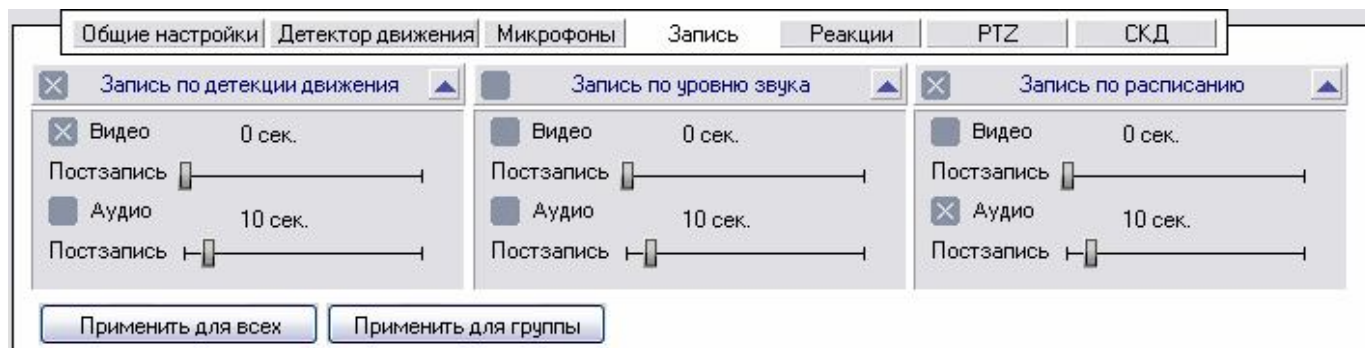 Общие настройки Детектор движения Микрофоны Запись Реакции PTZ СКД
Запись по детекции движения Запись по уровню звука Запись по расписанию
Видео 0 сек. Видео 0 сек. Видео 0 сек.
Постзапись Постзапись Постзапись
Аудио 10 сек. Аудио 10 сек. Аудио 10 сек.
Постзапись Постзапись Постзапись
Применить для всех Применить для группы